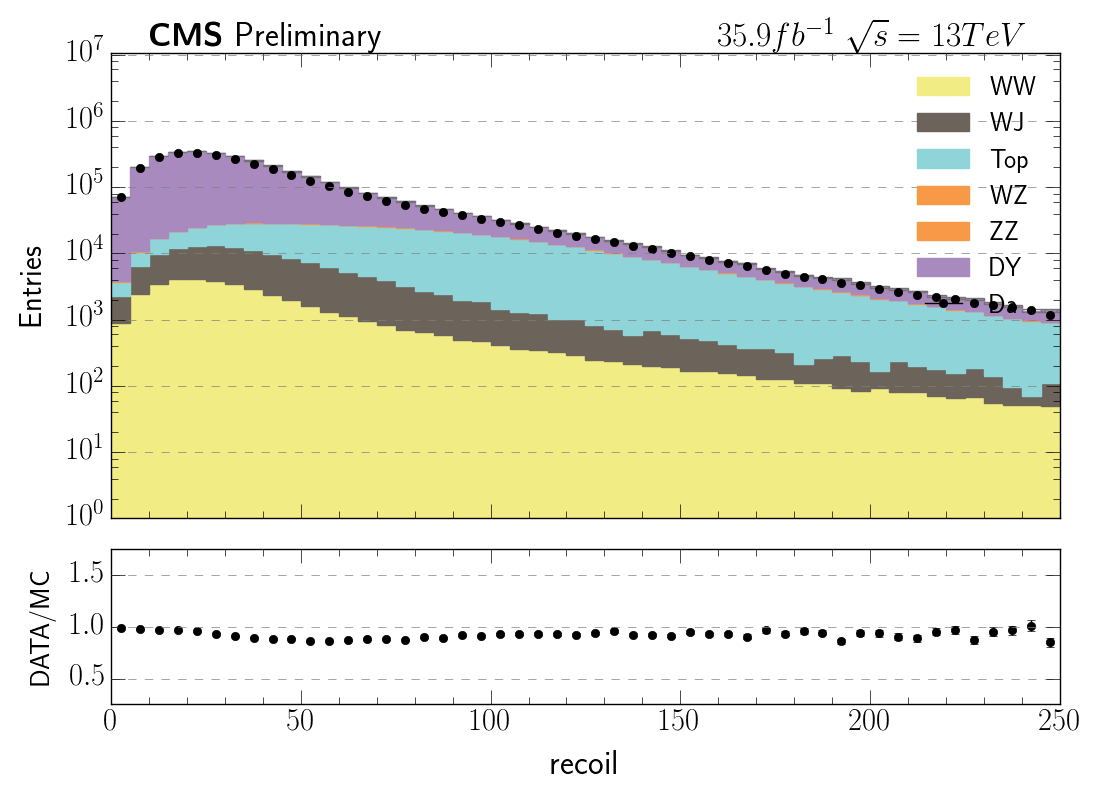 CMS Preliminary 35.9fb⁻¹ √s = 13TeV
10⁷
10⁶
10⁵
10⁴
10³
10²
10¹
10⁰
Entries
WW
WJ
Top
WZ
ZZ
DY
1.5
1.0
0.5
DATA/MC
0 50 100 150 200 250
recoil